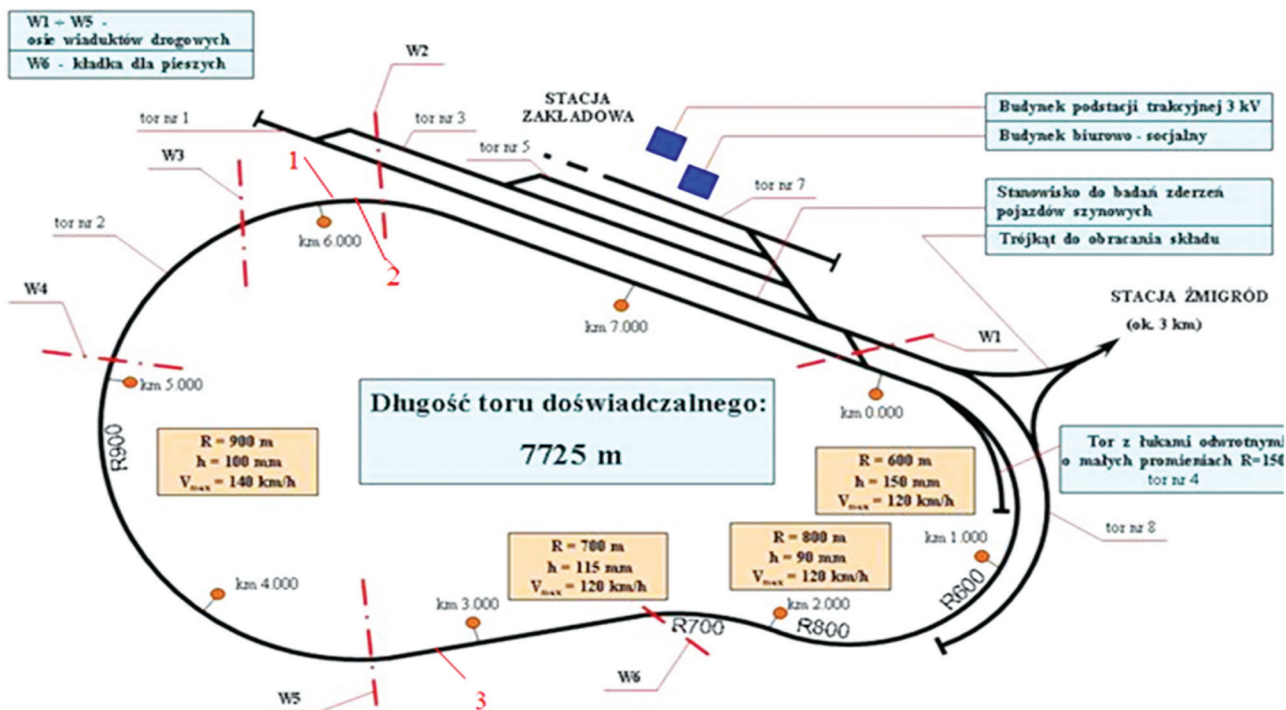 W1 ÷ W5 -
osie wiaduktów drogowych
W6 - kładka dla pieszych
W2
STACJA
ZAKŁADOWA
Budynek podstacji trakcyjnej 3 kV
Budynek biurowo - socjalny
tor nr 1
tor nr 3
tor nr 5
tor nr 7
Stanowisko do badań zderzeń
pojazdów szynowych
Trójkąt do obracania składu
W3
1
tor nr 2
km 6.000
2
km 7.000
STACJA ŻMIGRÓD
(ok. 3 km)
W4
W1
km 5.000
km 0.000
Długość toru doświadczalnego:
7725 m
R900
R = 900 m
h = 100 mm
Vmax = 140 km/h
R = 600 m
h = 150 mm
Vmax = 120 km/h
Tor z łukami odwrotnymi
o małych promieniach R=150
tor nr 4
tor nr 8
R = 700 m
h = 115 mm
Vmax = 120 km/h
R = 800 m
h = 90 mm
Vmax = 120 km/h
km 1.000
R600
km 4.000
km 3.000
km 2.000
R700
R800
W6
W5
3